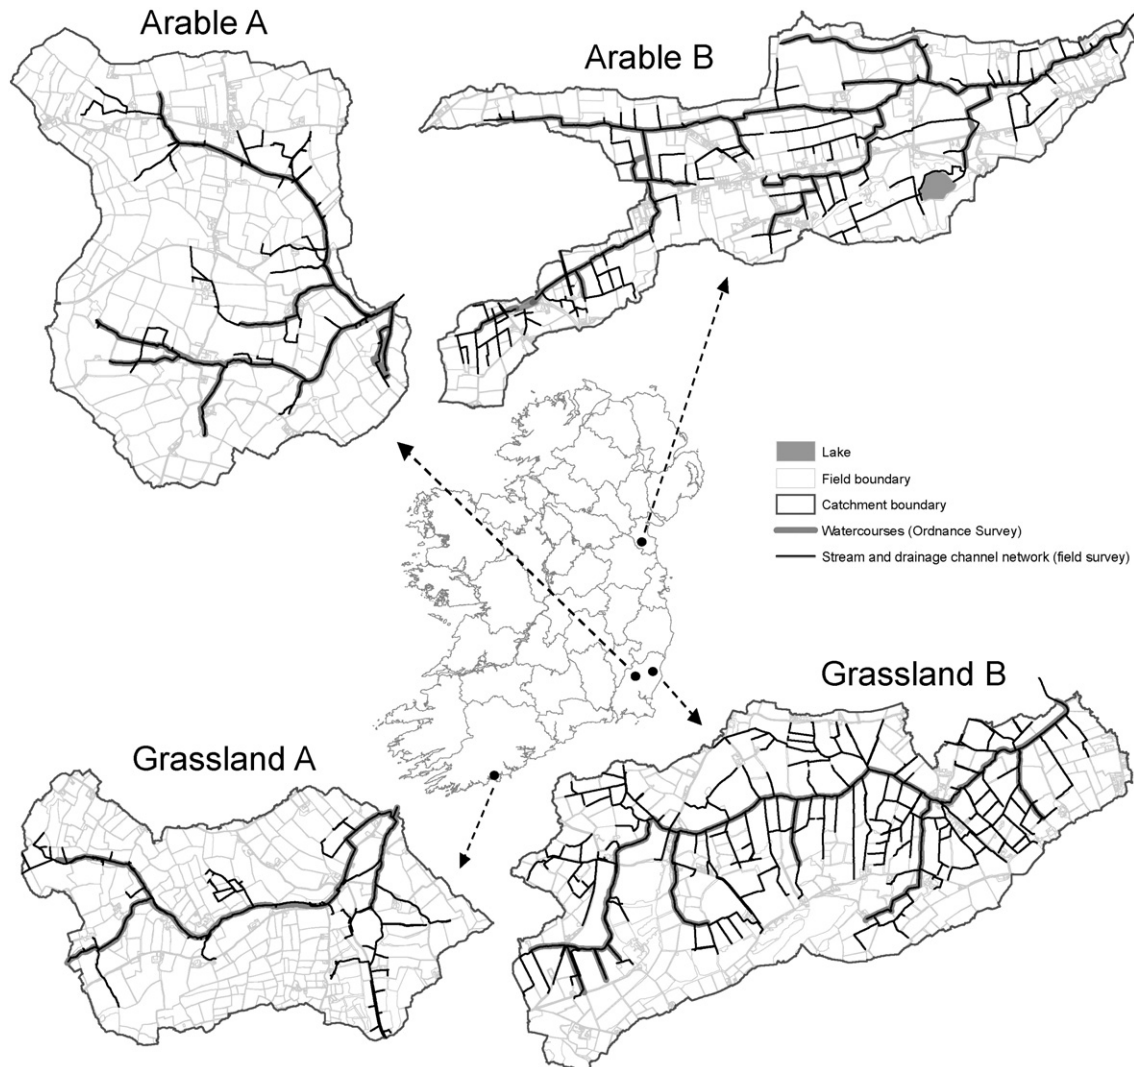 Arable A
Arable B
Lake
Field boundary
Catchment boundary
Watercourses (Ordnance Survey)
Stream and drainage channel network (field survey)
Grassland B
Grassland A